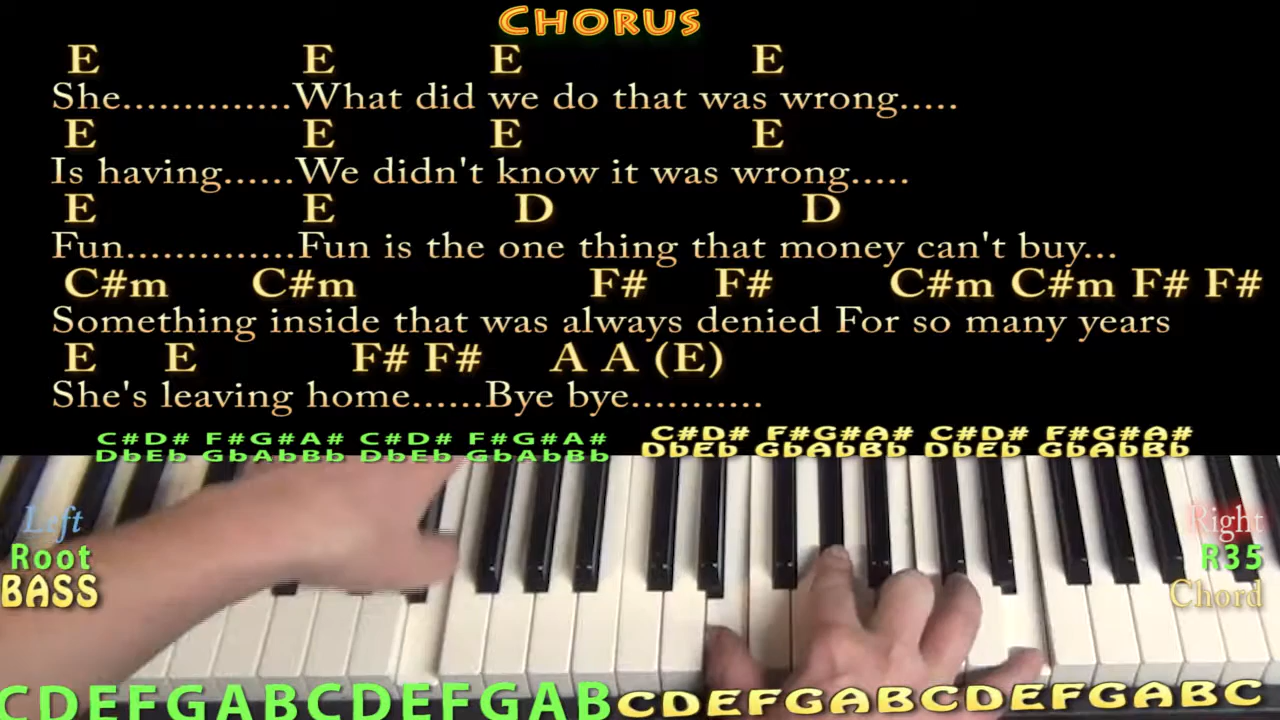 CHORUS
E E E E
She..............What did we do that was wrong.....
E E E E
Is having......We didn't know it was wrong.....
E E D D
Fun..............Fun is the one thing that money can't buy...
C#m C#m F# F# C#m C#m F# F#
Something inside that was always denied For so many years
E E F# F# A A (E)
She's leaving home......Bye bye...........
C#D# F#G#A# C#D# F#G#A# C#D# F#G#A# C#D# F#G#A#
DbEb GbAbBb DbEb GbAbBb DbEb GbAbBb DbEb GbAbBb
Left Right
Root R35
BASS Chord
CDEFGABCDEFGAB CDEFGABCDEFGABC